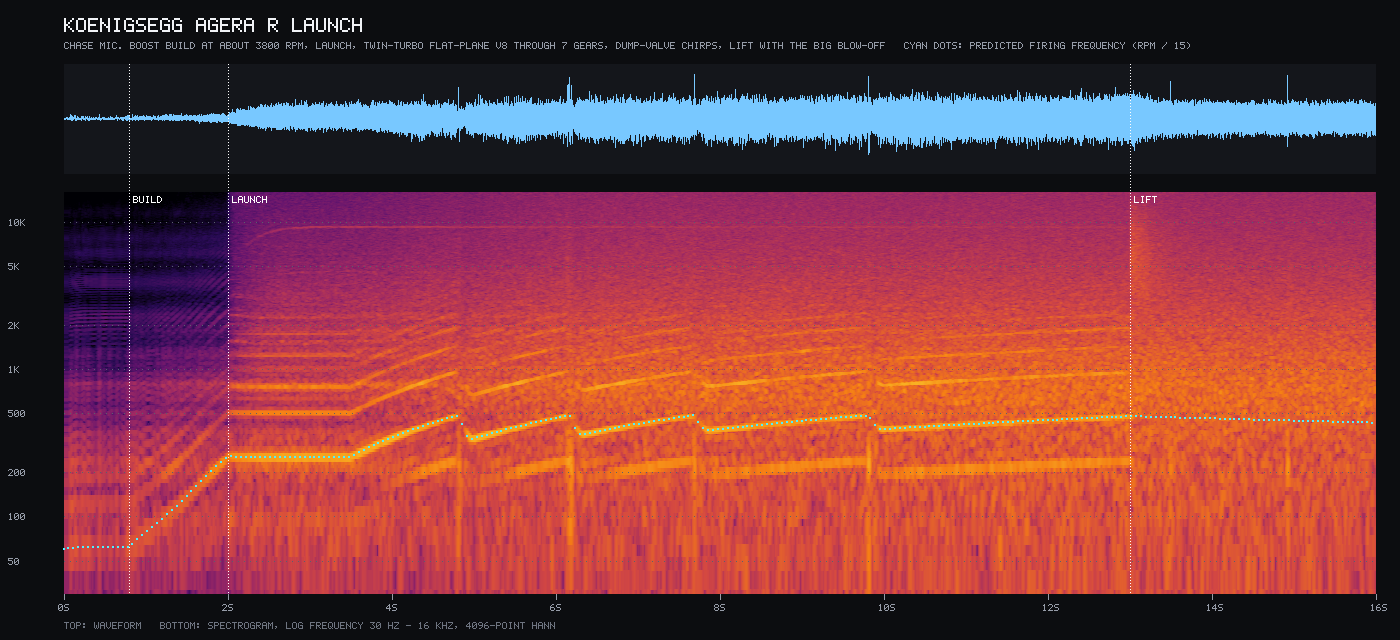 KOENIGSEGG AGERA R LAUNCH
CHASE MIC. BOOST BUILD AT ABOUT 3800 RPM, LAUNCH, TWIN-TURBO FLAT-PLANE V8 THROUGH 7 GEARS, DUMP-VALVE CHIRPS, LIFT WITH THE BIG BLOW-OFF   CYAN DOTS: PREDICTED FIRING FREQUENCY (RPM / 15)
BUILD
LAUNCH
LIFT
10K
5K
2K
1K
500
200
100
50
0S
2S
4S
6S
8S
10S
12S
14S
16S
TOP: WAVEFORM   BOTTOM: SPECTROGRAM, LOG FREQUENCY 30 HZ - 16 KHZ, 4096-POINT HANN